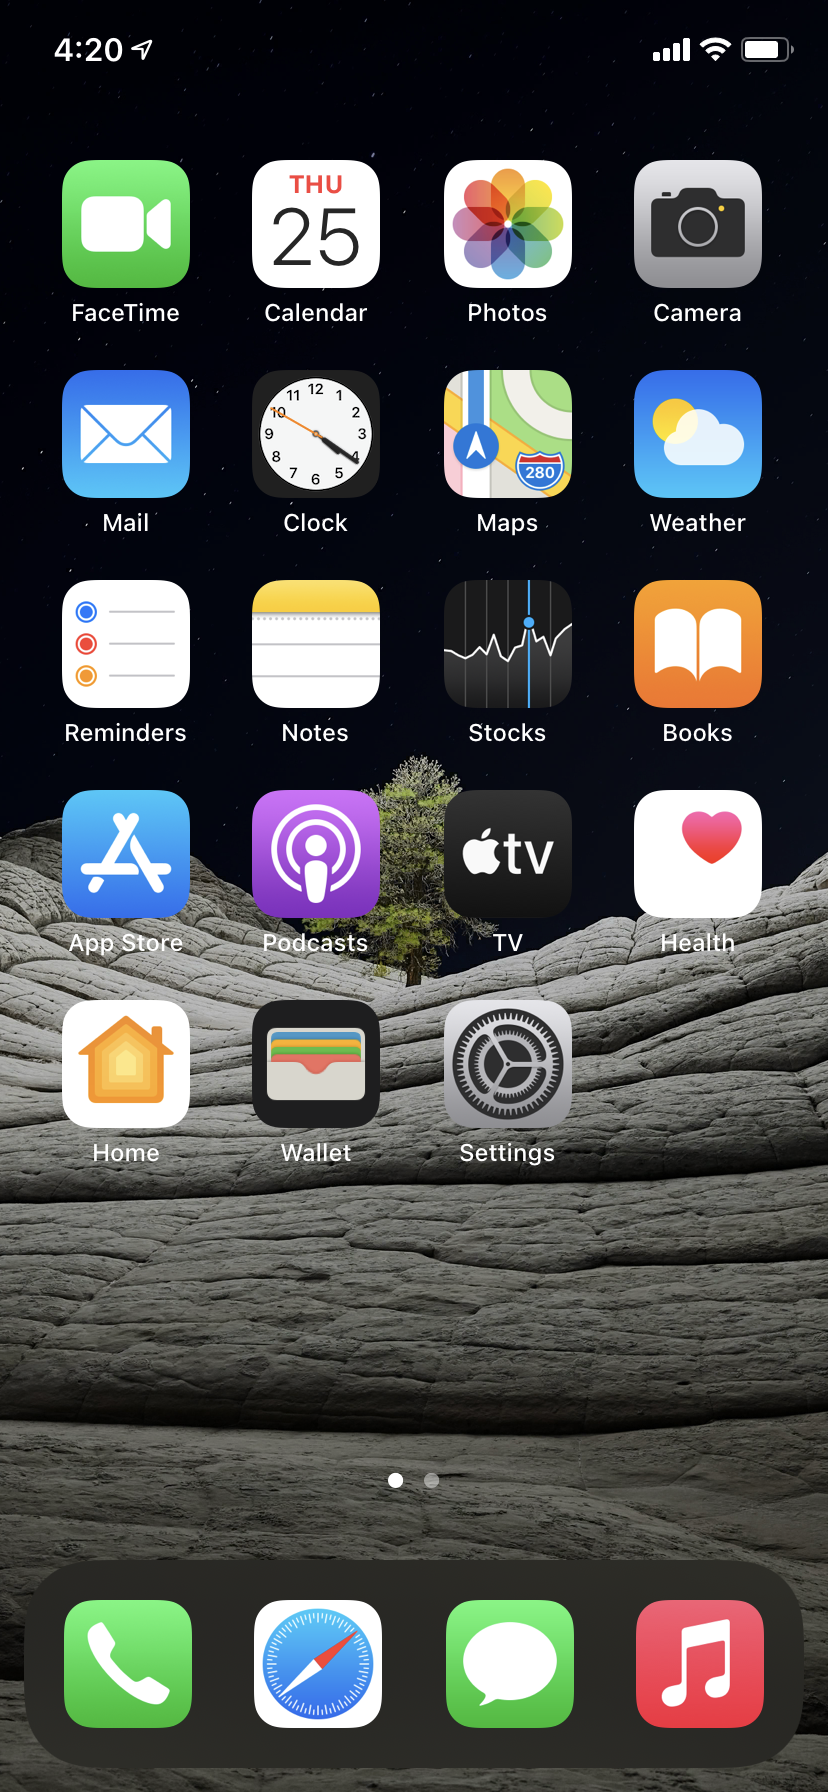 4:20
THU
25
FaceTime Calendar Photos Camera
12
11 1
10 2
9 3
8 4
7 5
6
280
Mail Clock Maps Weather
Reminders Notes Stocks Books
tv
App Store Podcasts TV Health
Home Wallet Settings